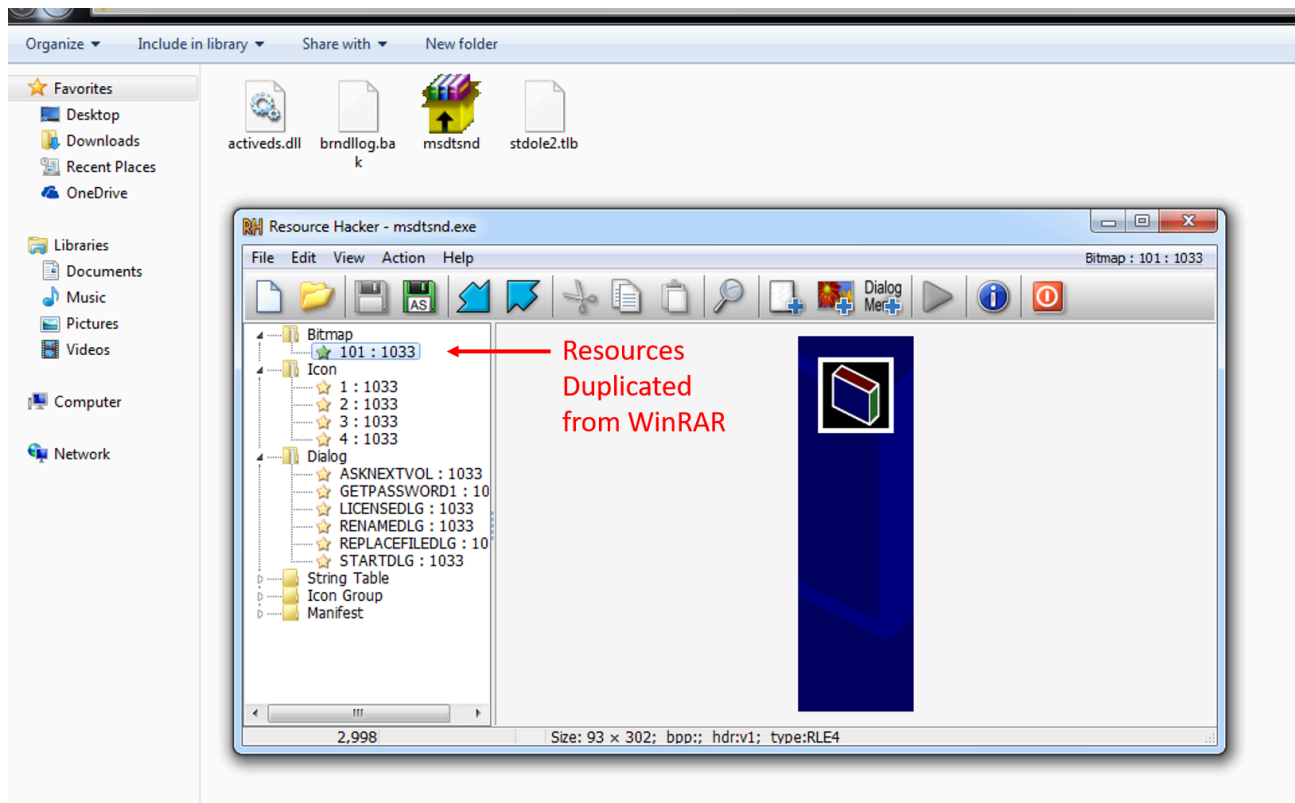 Organize Include in library Share with New folder
Favorites
Desktop
Downloads
Recent Places
OneDrive
Libraries
Documents
Music
Pictures
Videos
Computer
Network
activeds.dll brndllog.ba msdtsnd stdole2.tlb
k
RH Resource Hacker - msdtsnd.exe
File Edit View Action Help Bitmap : 101 : 1033
AS Dialog
Mer
Bitmap
101 : 1033
Icon
1 : 1033
2 : 1033
3 : 1033
4 : 1033
Dialog
ASKNEXTVOL : 1033
GETPASSWORD1 : 10
LICENSEDLG : 1033
RENAMEDLG : 1033
REPLACEFILEDLG : 10
STARTDLG : 1033
String Table
Icon Group
Manifest
Resources
Duplicated
from WinRAR
2,998 Size: 93 × 302; bpp:; hdr:v1; type:RLE4